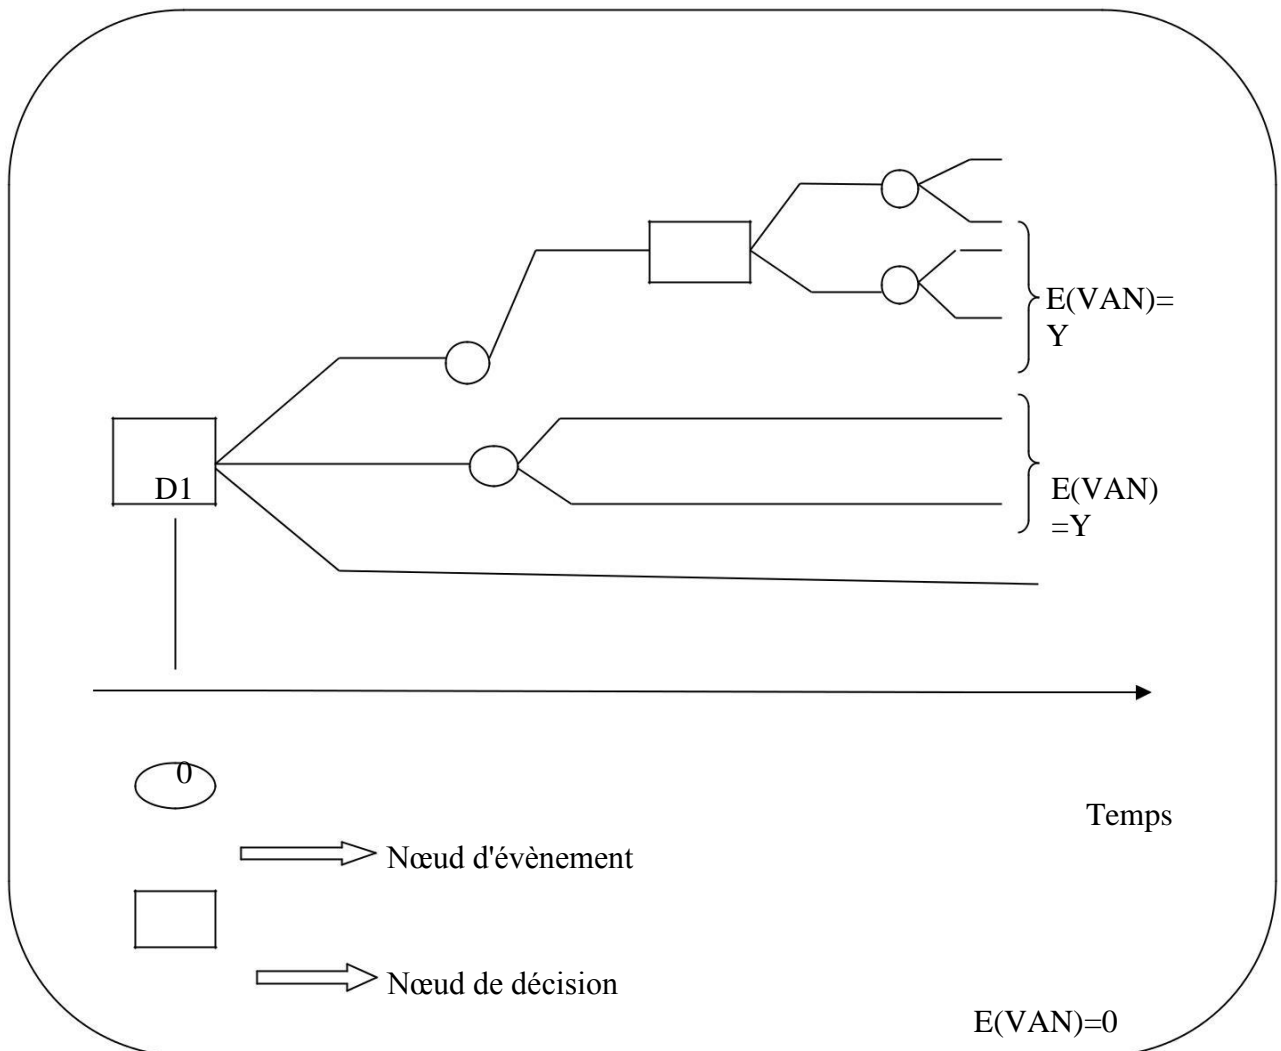 E(VAN)=
Y
D1
E(VAN)
=Y
0
Temps
Nœud d'évènement
Nœud de décision
E(VAN)=0